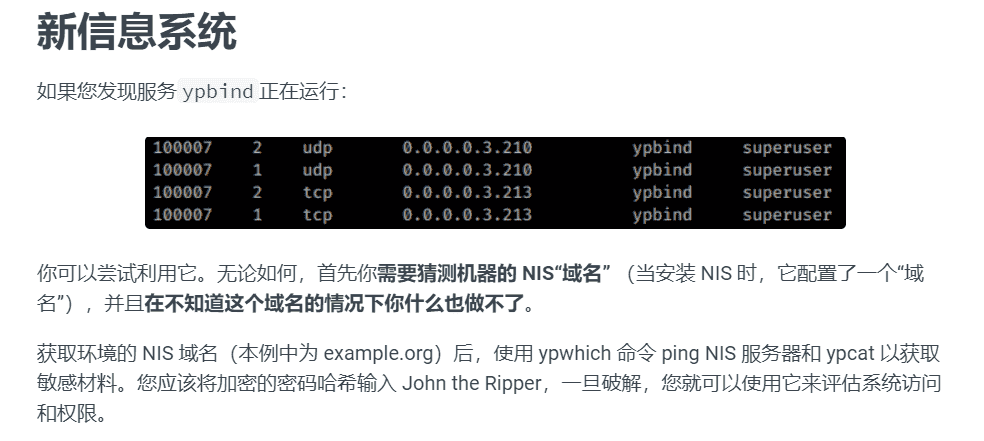 新信息系统
如果您发现服务 ypbind 正在运行：
100007 2 udp 0.0.0.0.3.210 ypbind superuser
100007 1 udp 0.0.0.0.3.210 ypbind superuser
100007 2 tcp 0.0.0.0.3.213 ypbind superuser
100007 1 tcp 0.0.0.0.3.213 ypbind superuser
你可以尝试利用它。无论如何，首先你需要猜测机器的 NIS“域名” （当安装 NIS 时，它配置了一个“域
名”），并且在不知道这个域名的情况下你什么也做不了。
获取环境的 NIS 域名（本例中为 example.org）后，使用 ypwhich 命令 ping NIS 服务器和 ypcat 以获取
敏感材料。您应该将加密的密码哈希输入 John the Ripper，一旦破解，您就可以使用它来评估系统访问
和权限。